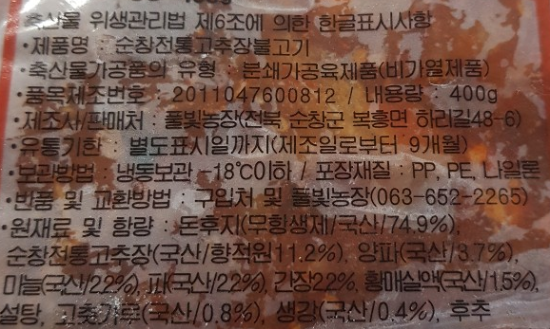 축산물 위생관리법 제6조에 의한 한글표시사항
•제품명 : 순창전통고추장불고기
•축산물가공품의 유형 : 분쇄가공육제품(비가열제품)
•품목제조번호 : 2011047600812 / 내용량 : 400g
•제조사/판매처 : 풀빛농장(전북 순창군 복흥면 하리길48-6)
•유통기한 : 별도표시일까지(제조일로부터 9개월)
•보관방법 : 냉동보관 -18℃이하 / 포장재질 : PP, PE, 나일론
•반품 및 교환방법 : 구입처 및 풀빛농장(063-652-2265)
•원재료 및 함량 : 돈후지(무항생제/국산/74.9%),
순창전통고추장(국산/향적원11.2%), 양파(국산/3.7%),
마늘(국산/2.2%), 파(국산/2.2%), 간장2.2%, 황매실액(국산/1.5%),
설탕, 고춧가루(국산/0.8%), 생강(국산/0.4%), 후추